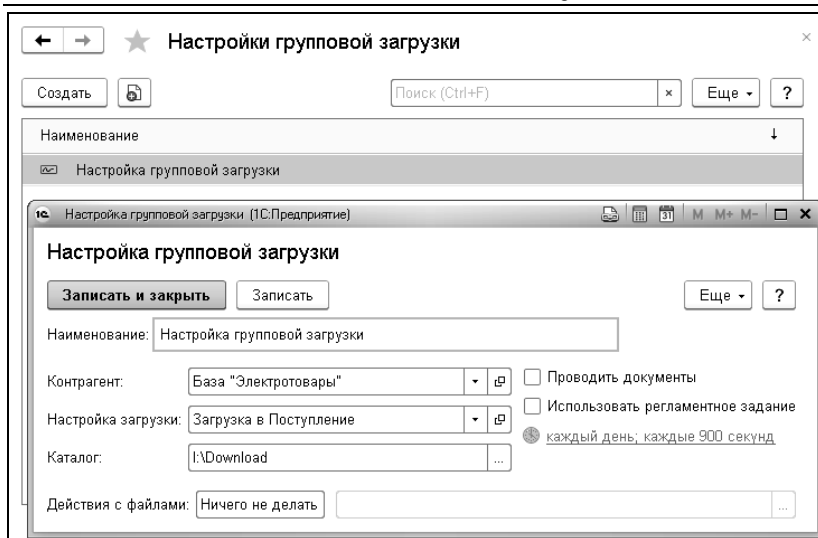 Настройки групповой загрузки
Создать Поиск (Ctrl+F) Еще ?
Наименование
Настройка групповой загрузки
1С Настройка групповой загрузки (1С:Предприятие) 31 M M+ M-
Настройка групповой загрузки
Записать и закрыть Записать Еще ?
Наименование: Настройка групповой загрузки
Контрагент: База "Электротовары" Проводить документы
Настройка загрузки: Загрузка в Поступление Использовать регламентное задание
каждый день; каждые 900 секунд
Каталог: I:\Download ...
Действия с файлами: Ничего не делать ...